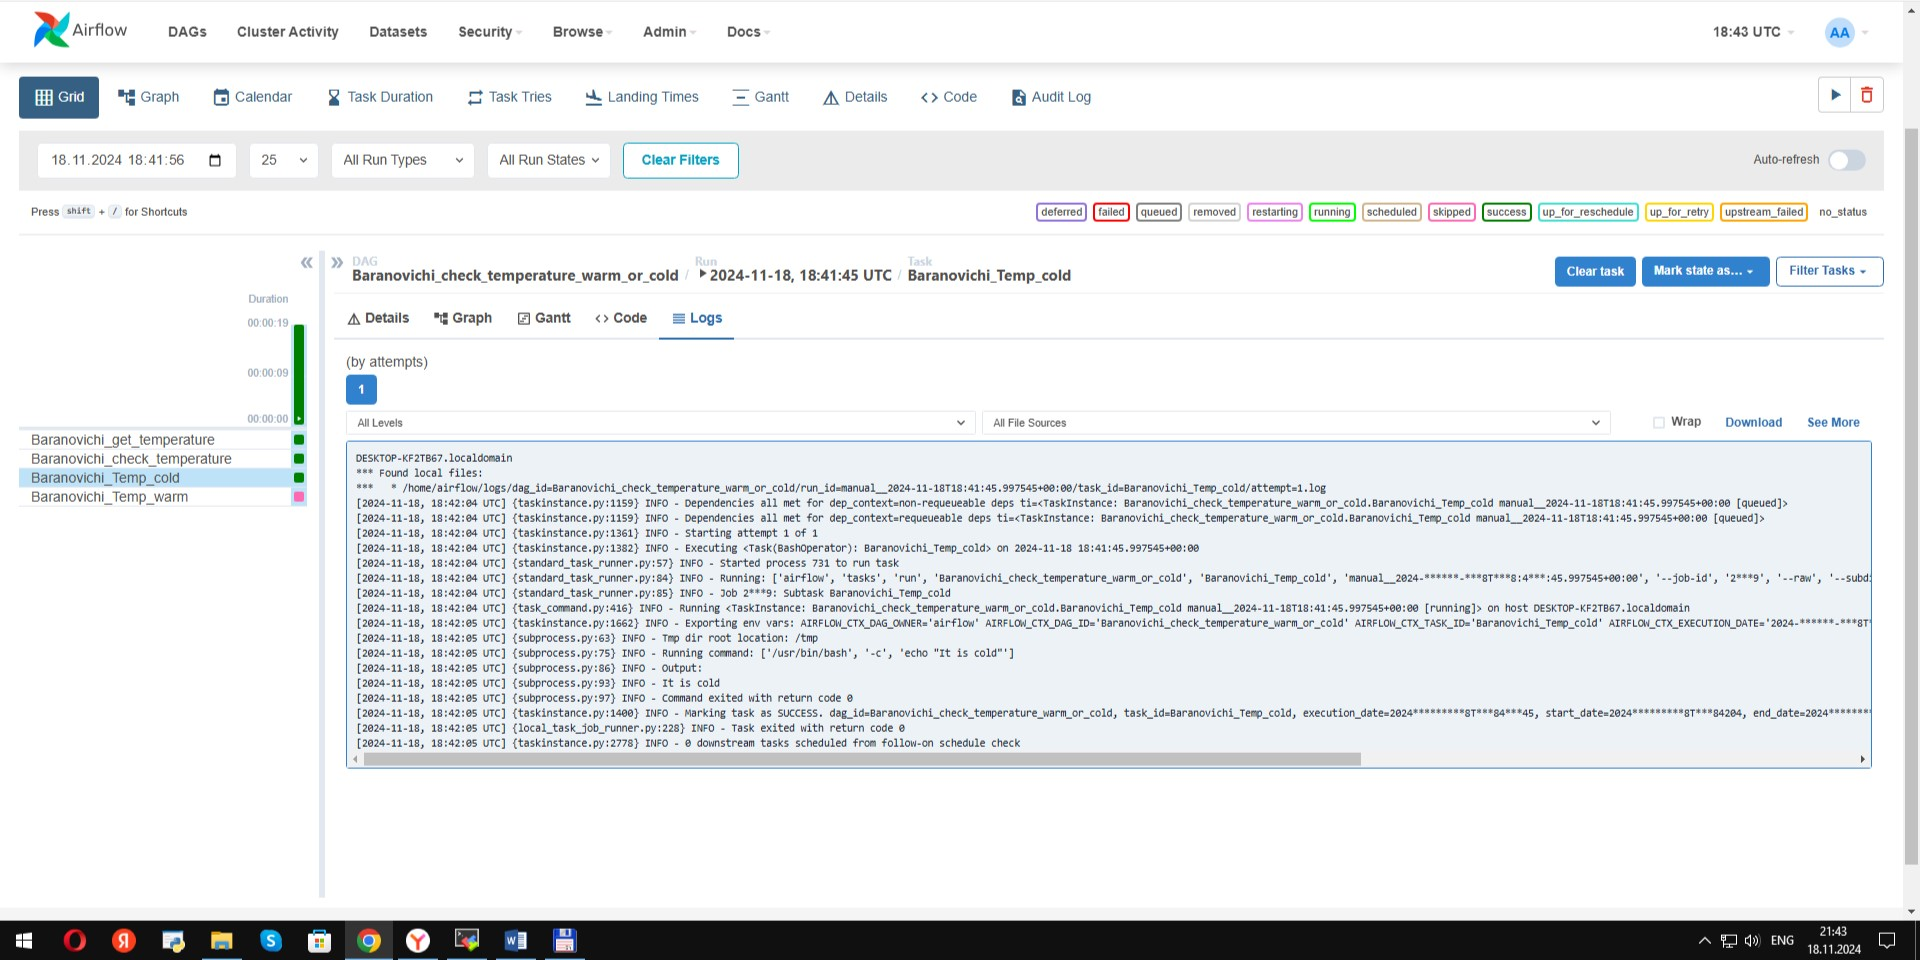 Airflow
DAGs
Cluster Activity
Datasets
Security
Browse
Admin
Docs
18:43 UTC
AA
Grid
Graph
Calendar
Task Duration
Task Tries
Landing Times
Gantt
Details
Code
Audit Log
18.11.2024 18:41:56
25
All Run Types
All Run States
Clear Filters
Auto-refresh
Press shift + / for Shortcuts
deferred
failed
queued
removed
restarting
running
scheduled
skipped
success
up_for_reschedule
up_for_retry
upstream_failed
no_status
Duration
00:00:19
00:00:09
00:00:00
Baranovichi_get_temperature
Baranovichi_check_temperature
Baranovichi_Temp_cold
Baranovichi_Temp_warm
DAG
Baranovichi_check_temperature_warm_or_cold
/
Run
2024-11-18, 18:41:45 UTC
/
Task
Baranovichi_Temp_cold
Clear task
Mark state as...
Filter Tasks
Details
Graph
Gantt
Code
Logs
(by attempts)
1
All Levels
All File Sources
Wrap
Download
See More
DESKTOP-KF2TB67.localdomain
*** Found local files:
***   * /home/airflow/logs/dag_id=Baranovichi_check_temperature_warm_or_cold/run_id=manual__2024-11-18T18:41:45.997545+00:00/task_id=Baranovichi_Temp_cold/attempt=1.log
[2024-11-18, 18:42:04 UTC] {taskinstance.py:1159} INFO - Dependencies all met for dep_context=non-requeueable deps ti=<TaskInstance: Baranovichi_check_temperature_warm_or_cold.Baranovichi_Temp_cold manual__2024-11-18T18:41:45.997545+00:00 [queued]>
[2024-11-18, 18:42:04 UTC] {taskinstance.py:1159} INFO - Dependencies all met for dep_context=requeueable deps ti=<TaskInstance: Baranovichi_check_temperature_warm_or_cold.Baranovichi_Temp_cold manual__2024-11-18T18:41:45.997545+00:00 [queued]>
[2024-11-18, 18:42:04 UTC] {taskinstance.py:1361} INFO - Starting attempt 1 of 1
[2024-11-18, 18:42:04 UTC] {taskinstance.py:1382} INFO - Executing <Task(BashOperator): Baranovichi_Temp_cold> on 2024-11-18 18:41:45.997545+00:00
[2024-11-18, 18:42:04 UTC] {standard_task_runner.py:57} INFO - Started process 731 to run task
[2024-11-18, 18:42:04 UTC] {standard_task_runner.py:84} INFO - Running: ['airflow', 'tasks', 'run', 'Baranovichi_check_temperature_warm_or_cold', 'Baranovichi_Temp_cold', 'manual__2024-******-***8T***8:4***:45.997545+00:00', '--job-id', '2***9', '--raw', '--subdi
[2024-11-18, 18:42:04 UTC] {standard_task_runner.py:85} INFO - Job 2***9: Subtask Baranovichi_Temp_cold
[2024-11-18, 18:42:04 UTC] {task_command.py:416} INFO - Running <TaskInstance: Baranovichi_check_temperature_warm_or_cold.Baranovichi_Temp_cold manual__2024-11-18T18:41:45.997545+00:00 [running]> on host DESKTOP-KF2TB67.localdomain
[2024-11-18, 18:42:05 UTC] {taskinstance.py:1662} INFO - Exporting env vars: AIRFLOW_CTX_DAG_OWNER='airflow' AIRFLOW_CTX_DAG_ID='Baranovichi_check_temperature_warm_or_cold' AIRFLOW_CTX_TASK_ID='Baranovichi_Temp_cold' AIRFLOW_CTX_EXECUTION_DATE='2024-******-***8T*
[2024-11-18, 18:42:05 UTC] {subprocess.py:63} INFO - Tmp dir root location: /tmp
[2024-11-18, 18:42:05 UTC] {subprocess.py:75} INFO - Running command: ['/usr/bin/bash', '-c', 'echo "It is cold"']
[2024-11-18, 18:42:05 UTC] {subprocess.py:86} INFO - Output:
[2024-11-18, 18:42:05 UTC] {subprocess.py:93} INFO - It is cold
[2024-11-18, 18:42:05 UTC] {subprocess.py:97} INFO - Command exited with return code 0
[2024-11-18, 18:42:05 UTC] {taskinstance.py:1400} INFO - Marking task as SUCCESS. dag_id=Baranovichi_check_temperature_warm_or_cold, task_id=Baranovichi_Temp_cold, execution_date=2024*********8T***84***45, start_date=2024*********8T***84204, end_date=2024*******
[2024-11-18, 18:42:05 UTC] {local_task_job_runner.py:228} INFO - Task exited with return code 0
[2024-11-18, 18:42:05 UTC] {taskinstance.py:2778} INFO - 0 downstream tasks scheduled from follow-on schedule check
ENG
21:43
18.11.2024